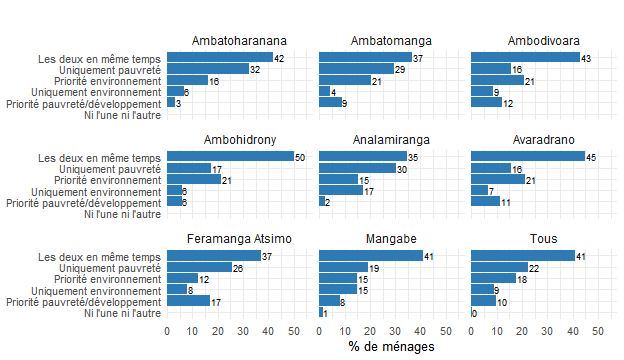 Ambatoharanana Ambatomanga Ambodivoara
Les deux en même temps 42 37 43
Uniquement pauvreté 32 29 16
Priorité environnement 16 21 21
Uniquement environnement 6 4 9
Priorité pauvreté/développement 3 9 12
Ni l'une ni l'autre
Ambohidrony Analamiranga Avaradrano
Les deux en même temps 50 35 45
Uniquement pauvreté 17 30 16
Priorité environnement 21 15 21
Uniquement environnement 6 17 7
Priorité pauvreté/développement 6 2 11
Ni l'une ni l'autre
Feramanga Atsimo Mangabe Tous
Les deux en même temps 37 41 41
Uniquement pauvreté 26 19 22
Priorité environnement 12 15 18
Uniquement environnement 8 15 9
Priorité pauvreté/développement 17 8 10
Ni l'une ni l'autre 1 0
0 10 20 30 40 50 0 10 20 30 40 50 0 10 20 30 40 50
% de ménages